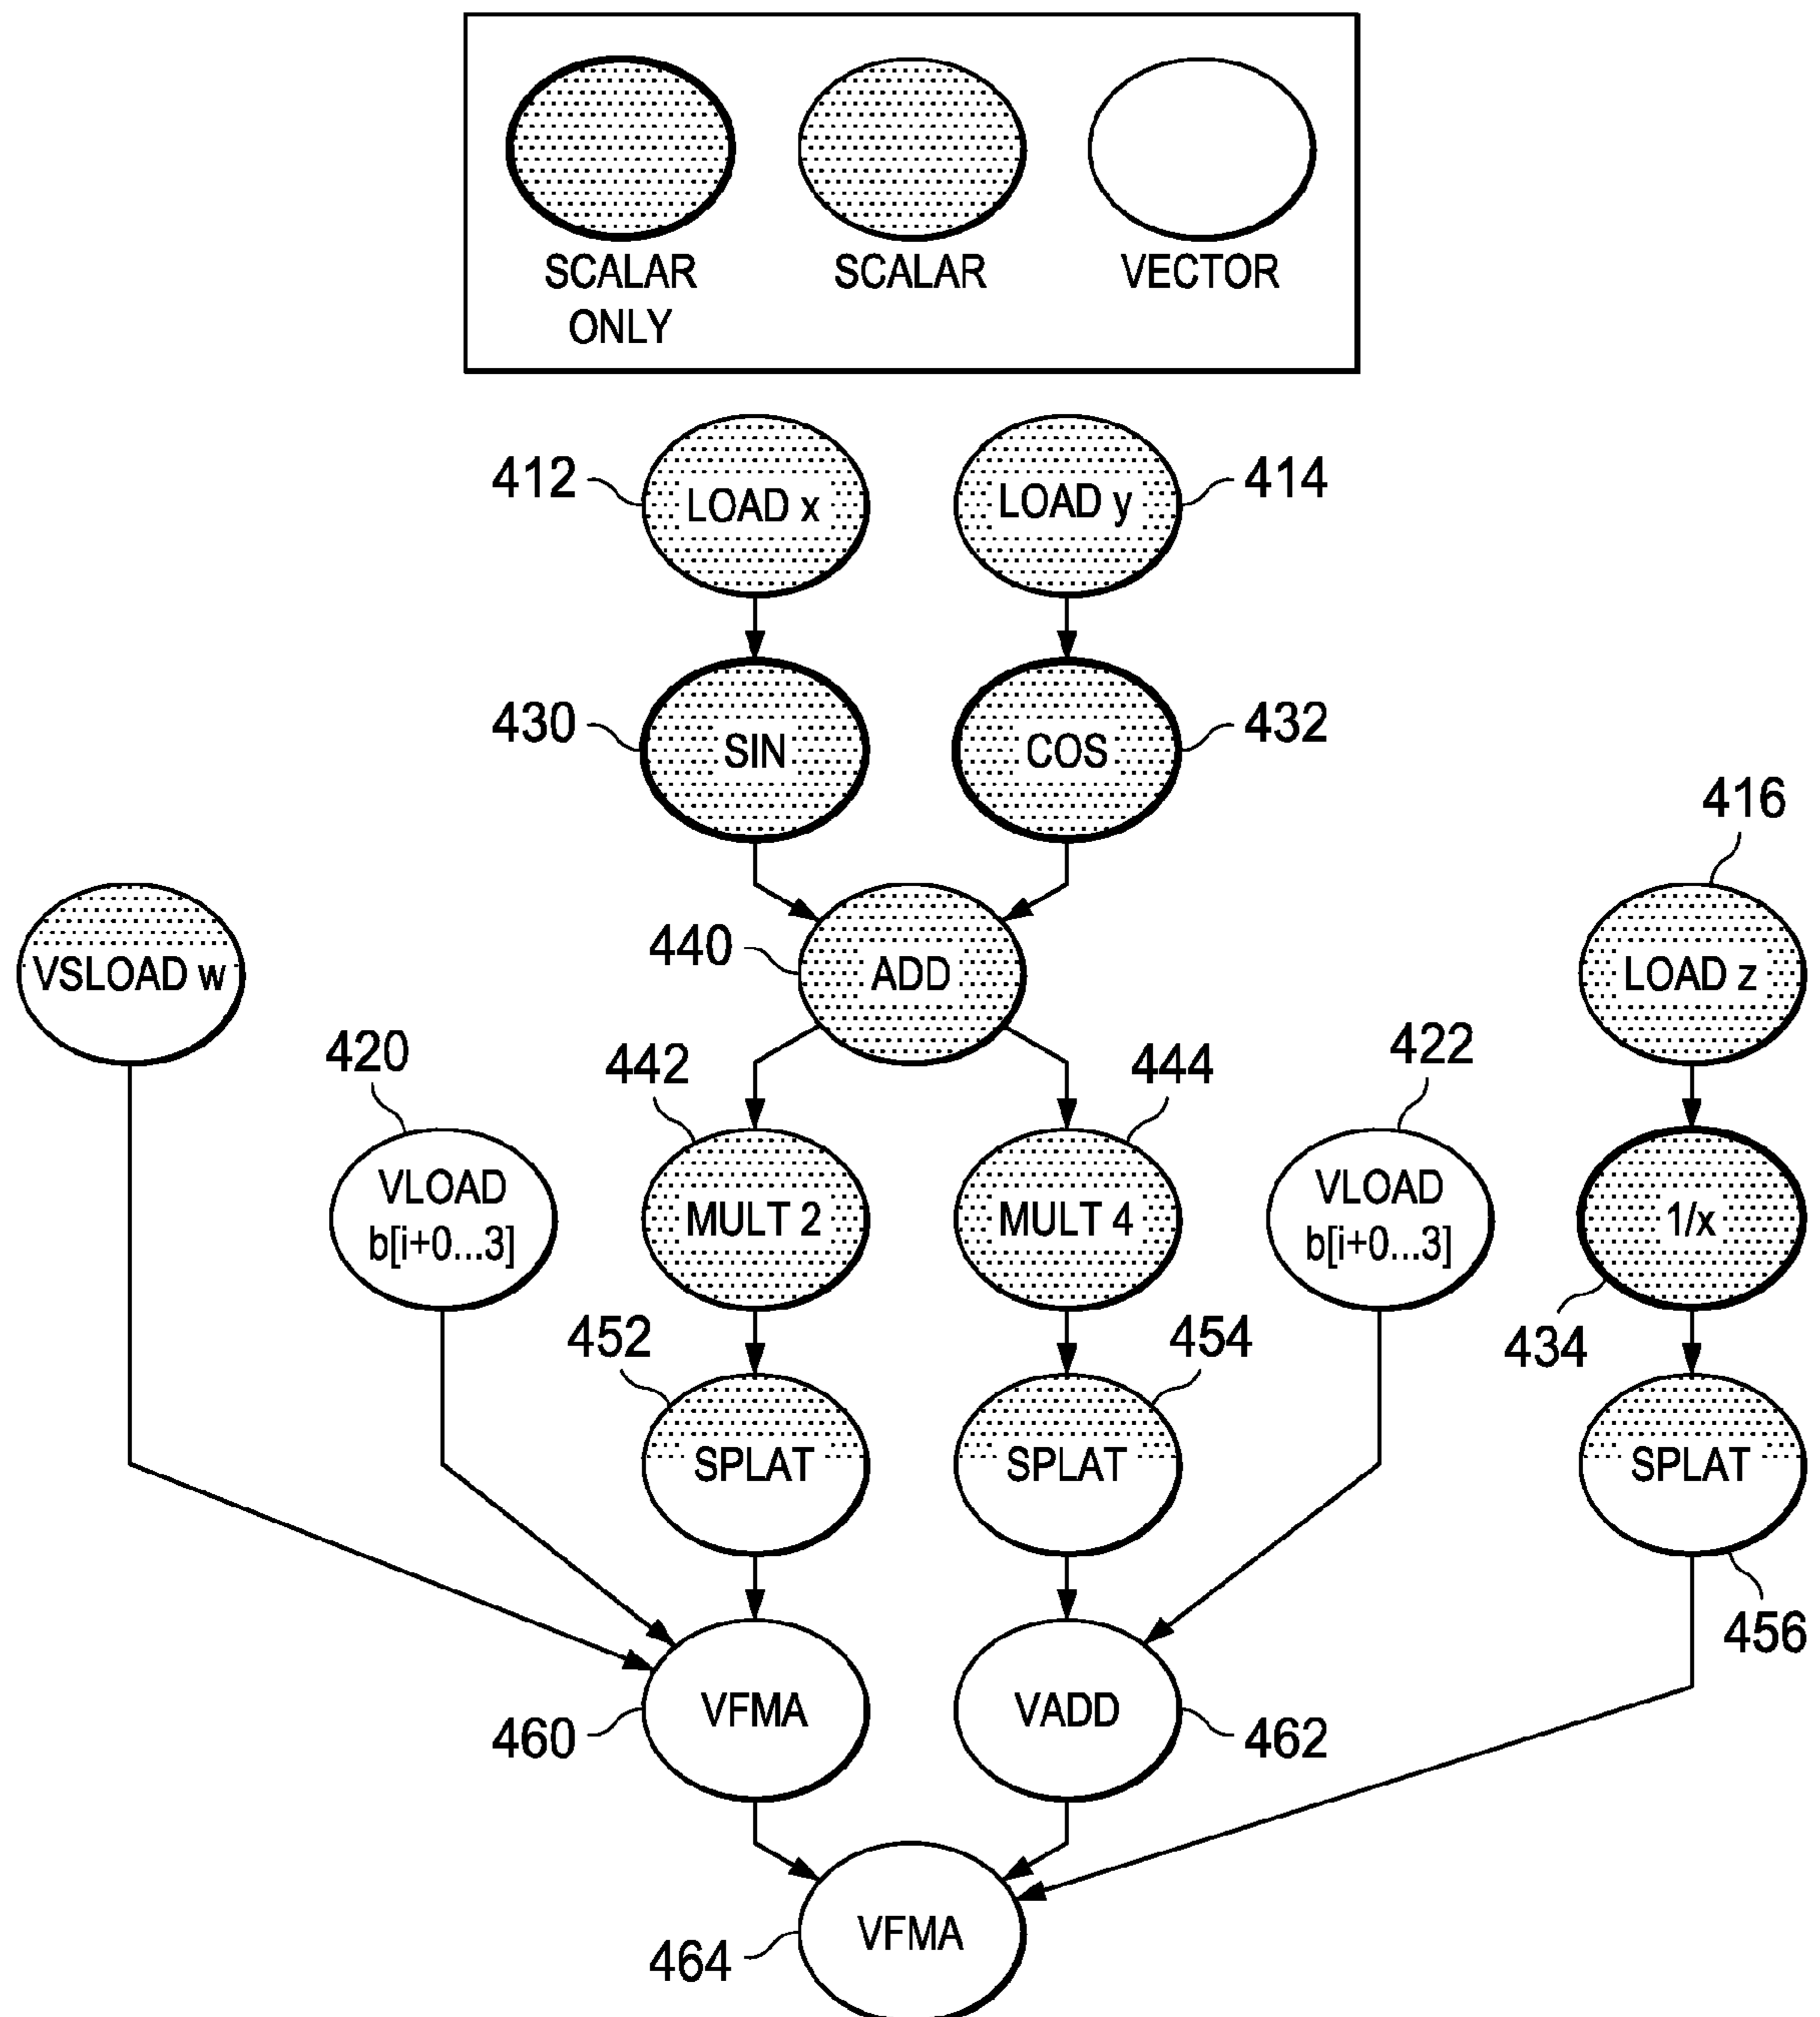 SCALAR
ONLY
SCALAR
VECTOR
412
LOAD x
LOAD y
414
430
SIN
COS
432
416
VSLOAD w
440
ADD
LOAD z
420
442
444
422
VLOAD
b[i+0...3]
MULT 2
MULT 4
VLOAD
b[i+0...3]
1/x
452
454
434
SPLAT
SPLAT
SPLAT
456
460
VFMA
VADD
462
464
VFMA